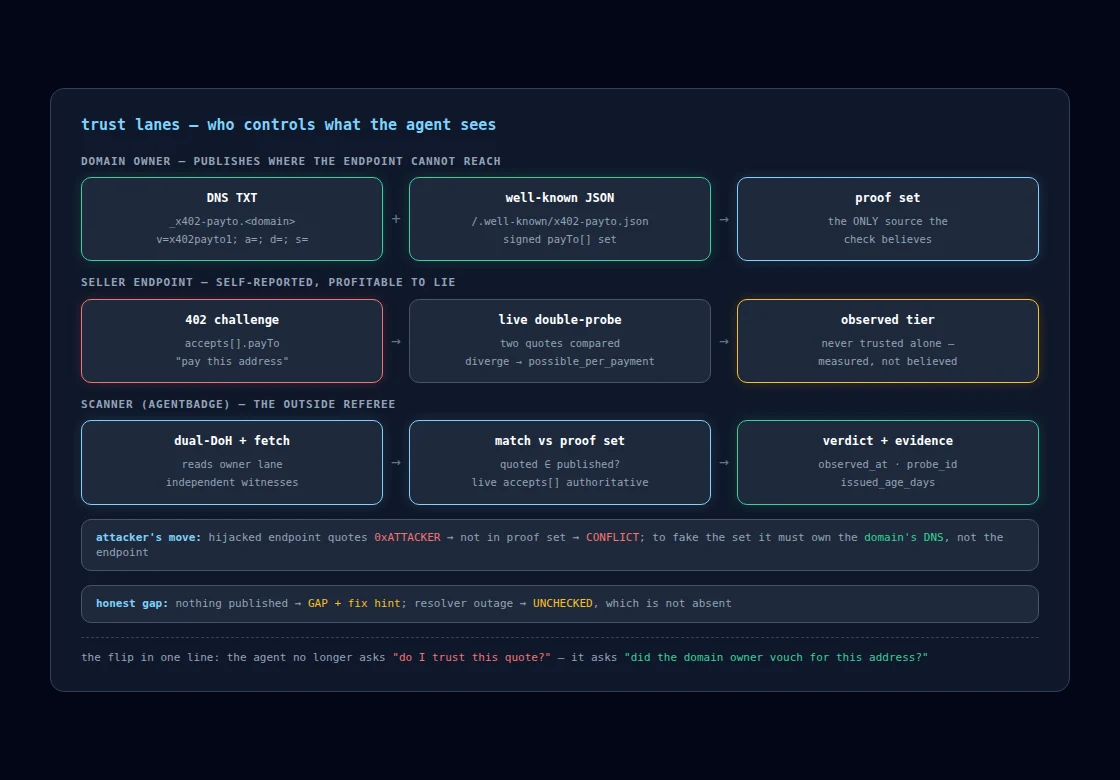 trust lanes — who controls what the agent sees
DOMAIN OWNER — PUBLISHES WHERE THE ENDPOINT CANNOT REACH
DNS TXT
_x402-payto.<domain>
v=x402payto1; a=; d=; s=
+
well-known JSON
/.well-known/x402-payto.json
signed payTo[] set
→
proof set
the ONLY source the
check believes
SELLER ENDPOINT — SELF-REPORTED, PROFITABLE TO LIE
402 challenge
accepts[].payTo
"pay this address"
→
live double-probe
two quotes compared
diverge → possible_per_payment
→
observed tier
never trusted alone —
measured, not believed
SCANNER (AGENTBADGE) — THE OUTSIDE REFEREE
dual-DoH + fetch
reads owner lane
independent witnesses
→
match vs proof set
quoted ∈ published?
live accepts[] authoritative
→
verdict + evidence
observed_at · probe_id
issued_age_days
attacker's move: hijacked endpoint quotes 0xATTACKER → not in proof set → CONFLICT; to fake the set it must own the domain's DNS, not the
endpoint
honest gap: nothing published → GAP + fix hint; resolver outage → UNCHECKED, which is not absent
the flip in one line: the agent no longer asks "do I trust this quote?" — it asks "did the domain owner vouch for this address?"